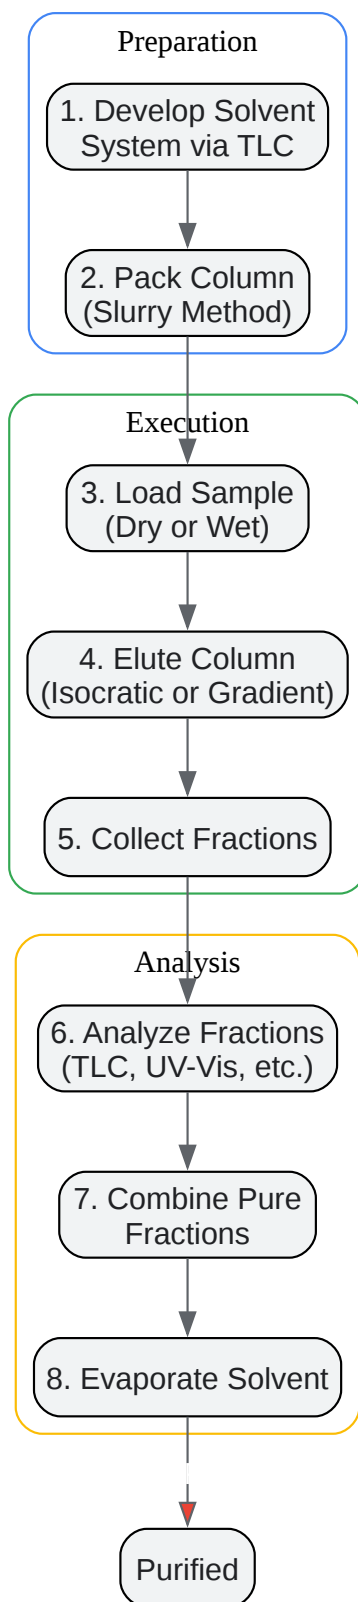 Preparation
1. Develop Solvent
System via TLC
2. Pack Column
(Slurry Method)
Execution
3. Load Sample
(Dry or Wet)
4. Elute Column
(Isocratic or Gradient)
5. Collect Fractions
Analysis
6. Analyze Fractions
(TLC, UV-Vis, etc.)
7. Combine Pure
Fractions
8. Evaporate Solvent
Purified